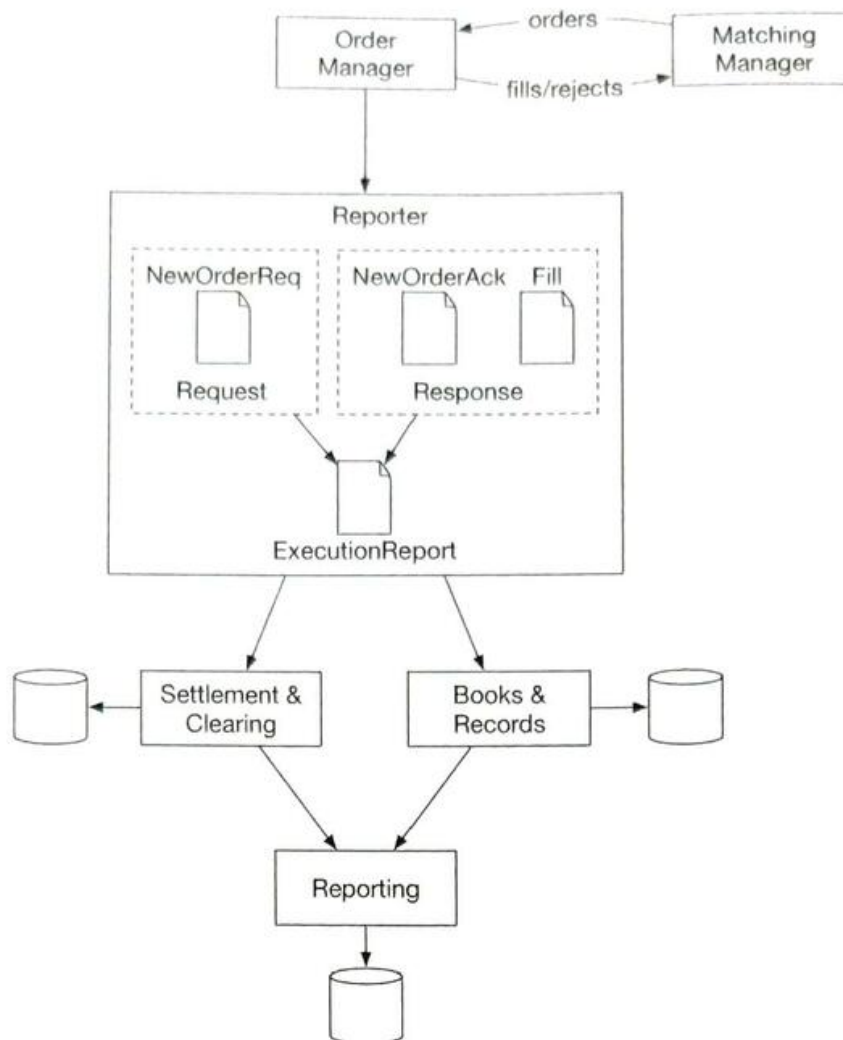 Order
Manager
orders
fills/rejects
Matching
Manager
Reporter
NewOrderReq
Request
NewOrderAck
Fill
Response
ExecutionReport
Settlement &
Clearing
Books &
Records
Reporting